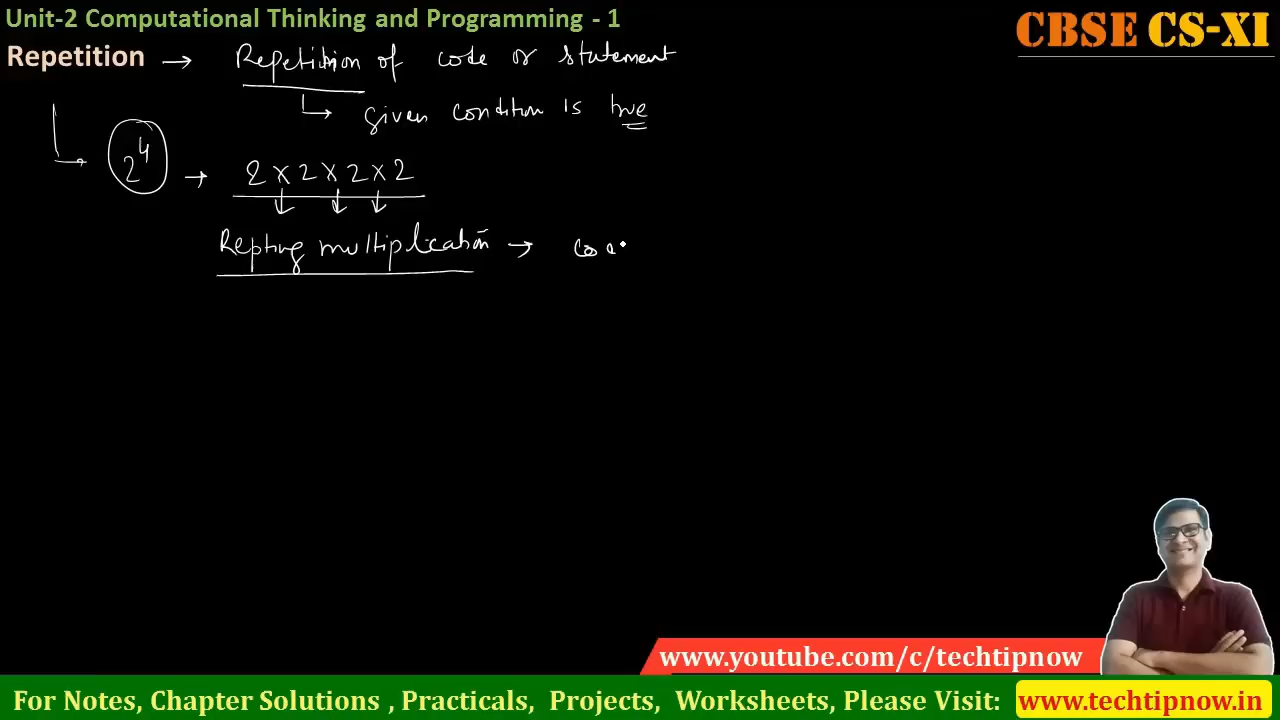 Unit-2 Computational Thinking and Programming - 1
CBSE CS-XI
Repetition → Repetition of code or statement
given condition is true
2⁴ → 2 × 2 × 2 × 2
Repting multiplication →
www.youtube.com/c/techtipnow
For Notes, Chapter Solutions , Practicals, Projects, Worksheets, Please Visit: www.techtipnow.in